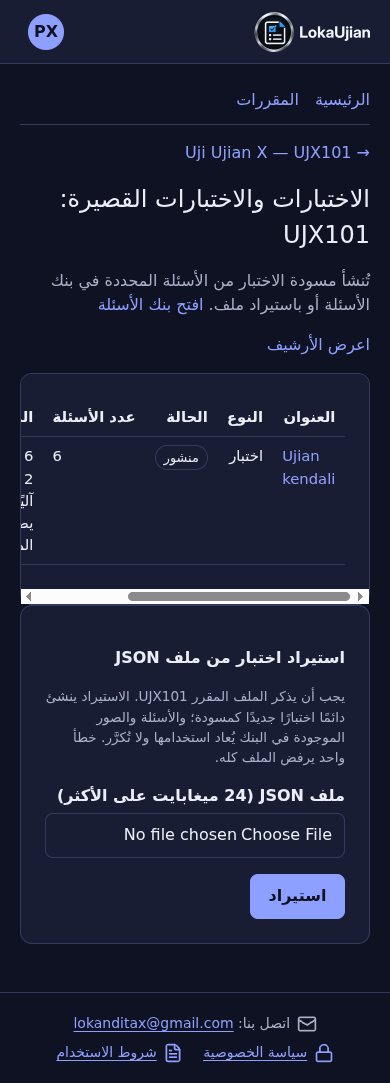 LokaUjian
PX
الرئيسية المقررات
→ Uji Ujian X — UJX101
الاختبارات والاختبارات القصيرة:
UJX101
تُنشأ مسودة الاختبار من الأسئلة المحددة في بنك
الأسئلة أو باستيراد ملف. افتح بنك الأسئلة
اعرض الأرشيف
العنوان النوع الحالة عدد الأسئلة
Ujian اختبار منشور 6 6
kendali 2
استيراد اختبار من ملف JSON
يجب أن يذكر الملف المقرر UJX101. الاستيراد ينشئ
دائمًا اختبارًا جديدًا كمسودة؛ والأسئلة والصور
الموجودة في البنك يُعاد استخدامها ولا تُكرَّر. خطأ
واحد يرفض الملف كله.
ملف JSON (24 ميغابايت على الأكثر)
Choose File No file chosen
استيراد
اتصل بنا: lokanditax@gmail.com
سياسة الخصوصية شروط الاستخدام